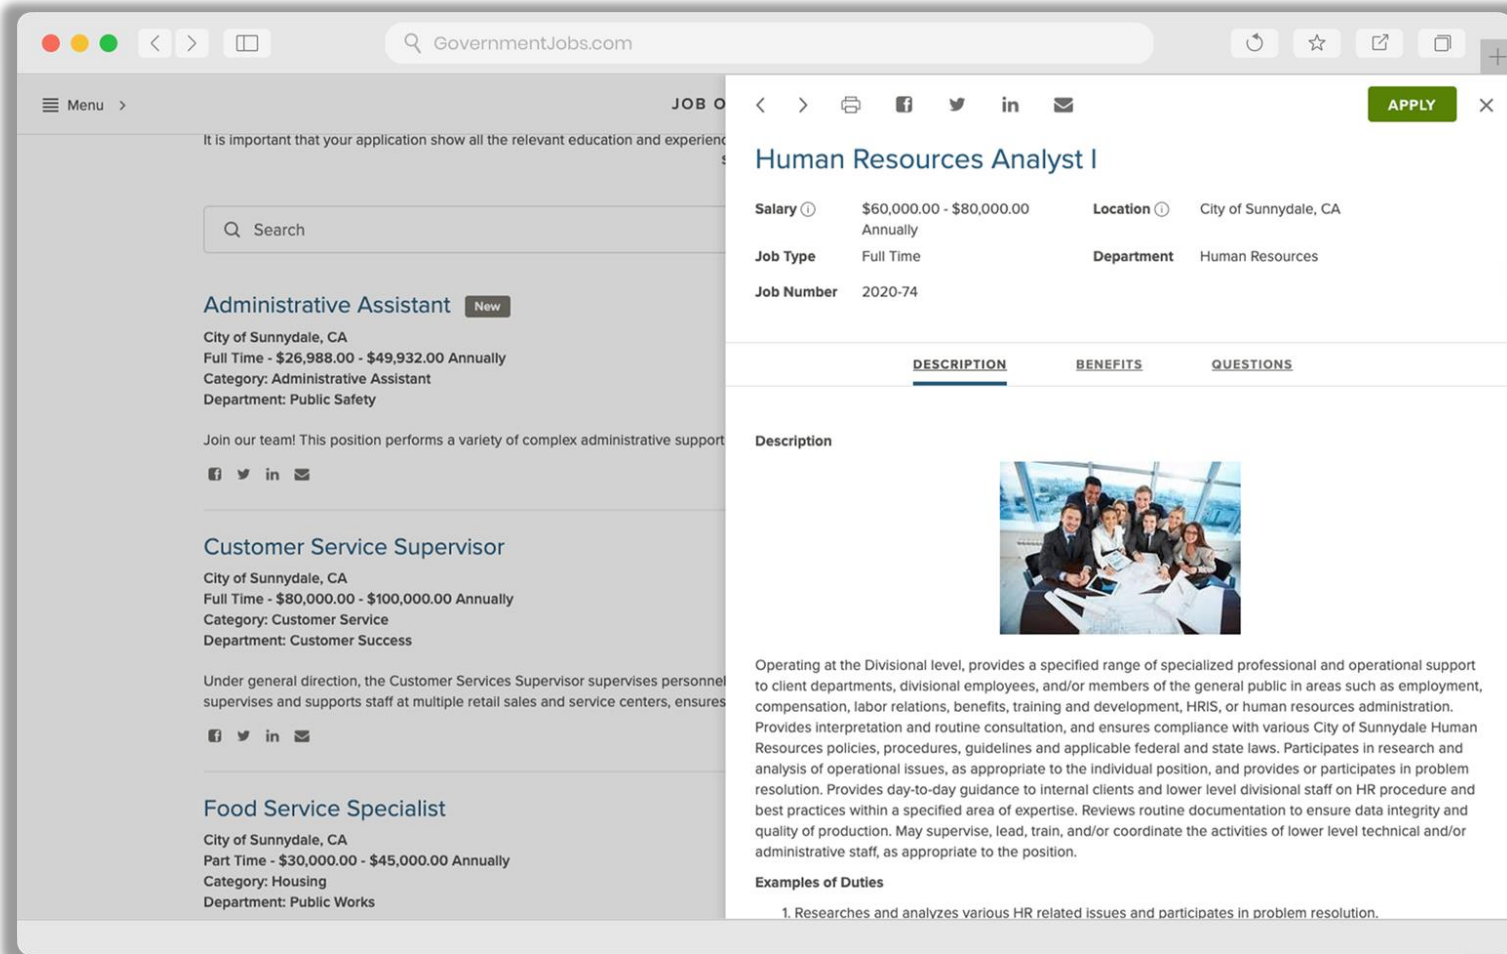 GovernmentJobs.com
Menu
JOB O
It is important that your application show all the relevant education and experienc
s
Search
Administrative Assistant New
City of Sunnydale, CA
Full Time - $26,988.00 - $49,932.00 Annually
Category: Administrative Assistant
Department: Public Safety
Join our team! This position performs a variety of complex administrative support
Customer Service Supervisor
City of Sunnydale, CA
Full Time - $80,000.00 - $100,000.00 Annually
Category: Customer Service
Department: Customer Success
Under general direction, the Customer Services Supervisor supervises personnel
supervises and supports staff at multiple retail sales and service centers, ensures
Food Service Specialist
City of Sunnydale, CA
Part Time - $30,000.00 - $45,000.00 Annually
Category: Housing
Department: Public Works
APPLY
Human Resources Analyst I
Salary $60,000.00 - $80,000.00 Location City of Sunnydale, CA
Annually
Job Type Full Time Department Human Resources
Job Number 2020-74
DESCRIPTION BENEFITS QUESTIONS
Description
Operating at the Divisional level, provides a specified range of specialized professional and operational support
to client departments, divisional employees, and/or members of the general public in areas such as employment,
compensation, labor relations, benefits, training and development, HRIS, or human resources administration.
Provides interpretation and routine consultation, and ensures compliance with various City of Sunnydale Human
Resources policies, procedures, guidelines and applicable federal and state laws. Participates in research and
analysis of operational issues, as appropriate to the individual position, and provides or participates in problem
resolution. Provides day-to-day guidance to internal clients and lower level divisional staff on HR procedure and
best practices within a specified area of expertise. Reviews routine documentation to ensure data integrity and
quality of production. May supervise, lead, train, and/or coordinate the activities of lower level technical and/or
administrative staff, as appropriate to the position.
Examples of Duties
1. Researches and analyzes various HR related issues and participates in problem resolution.